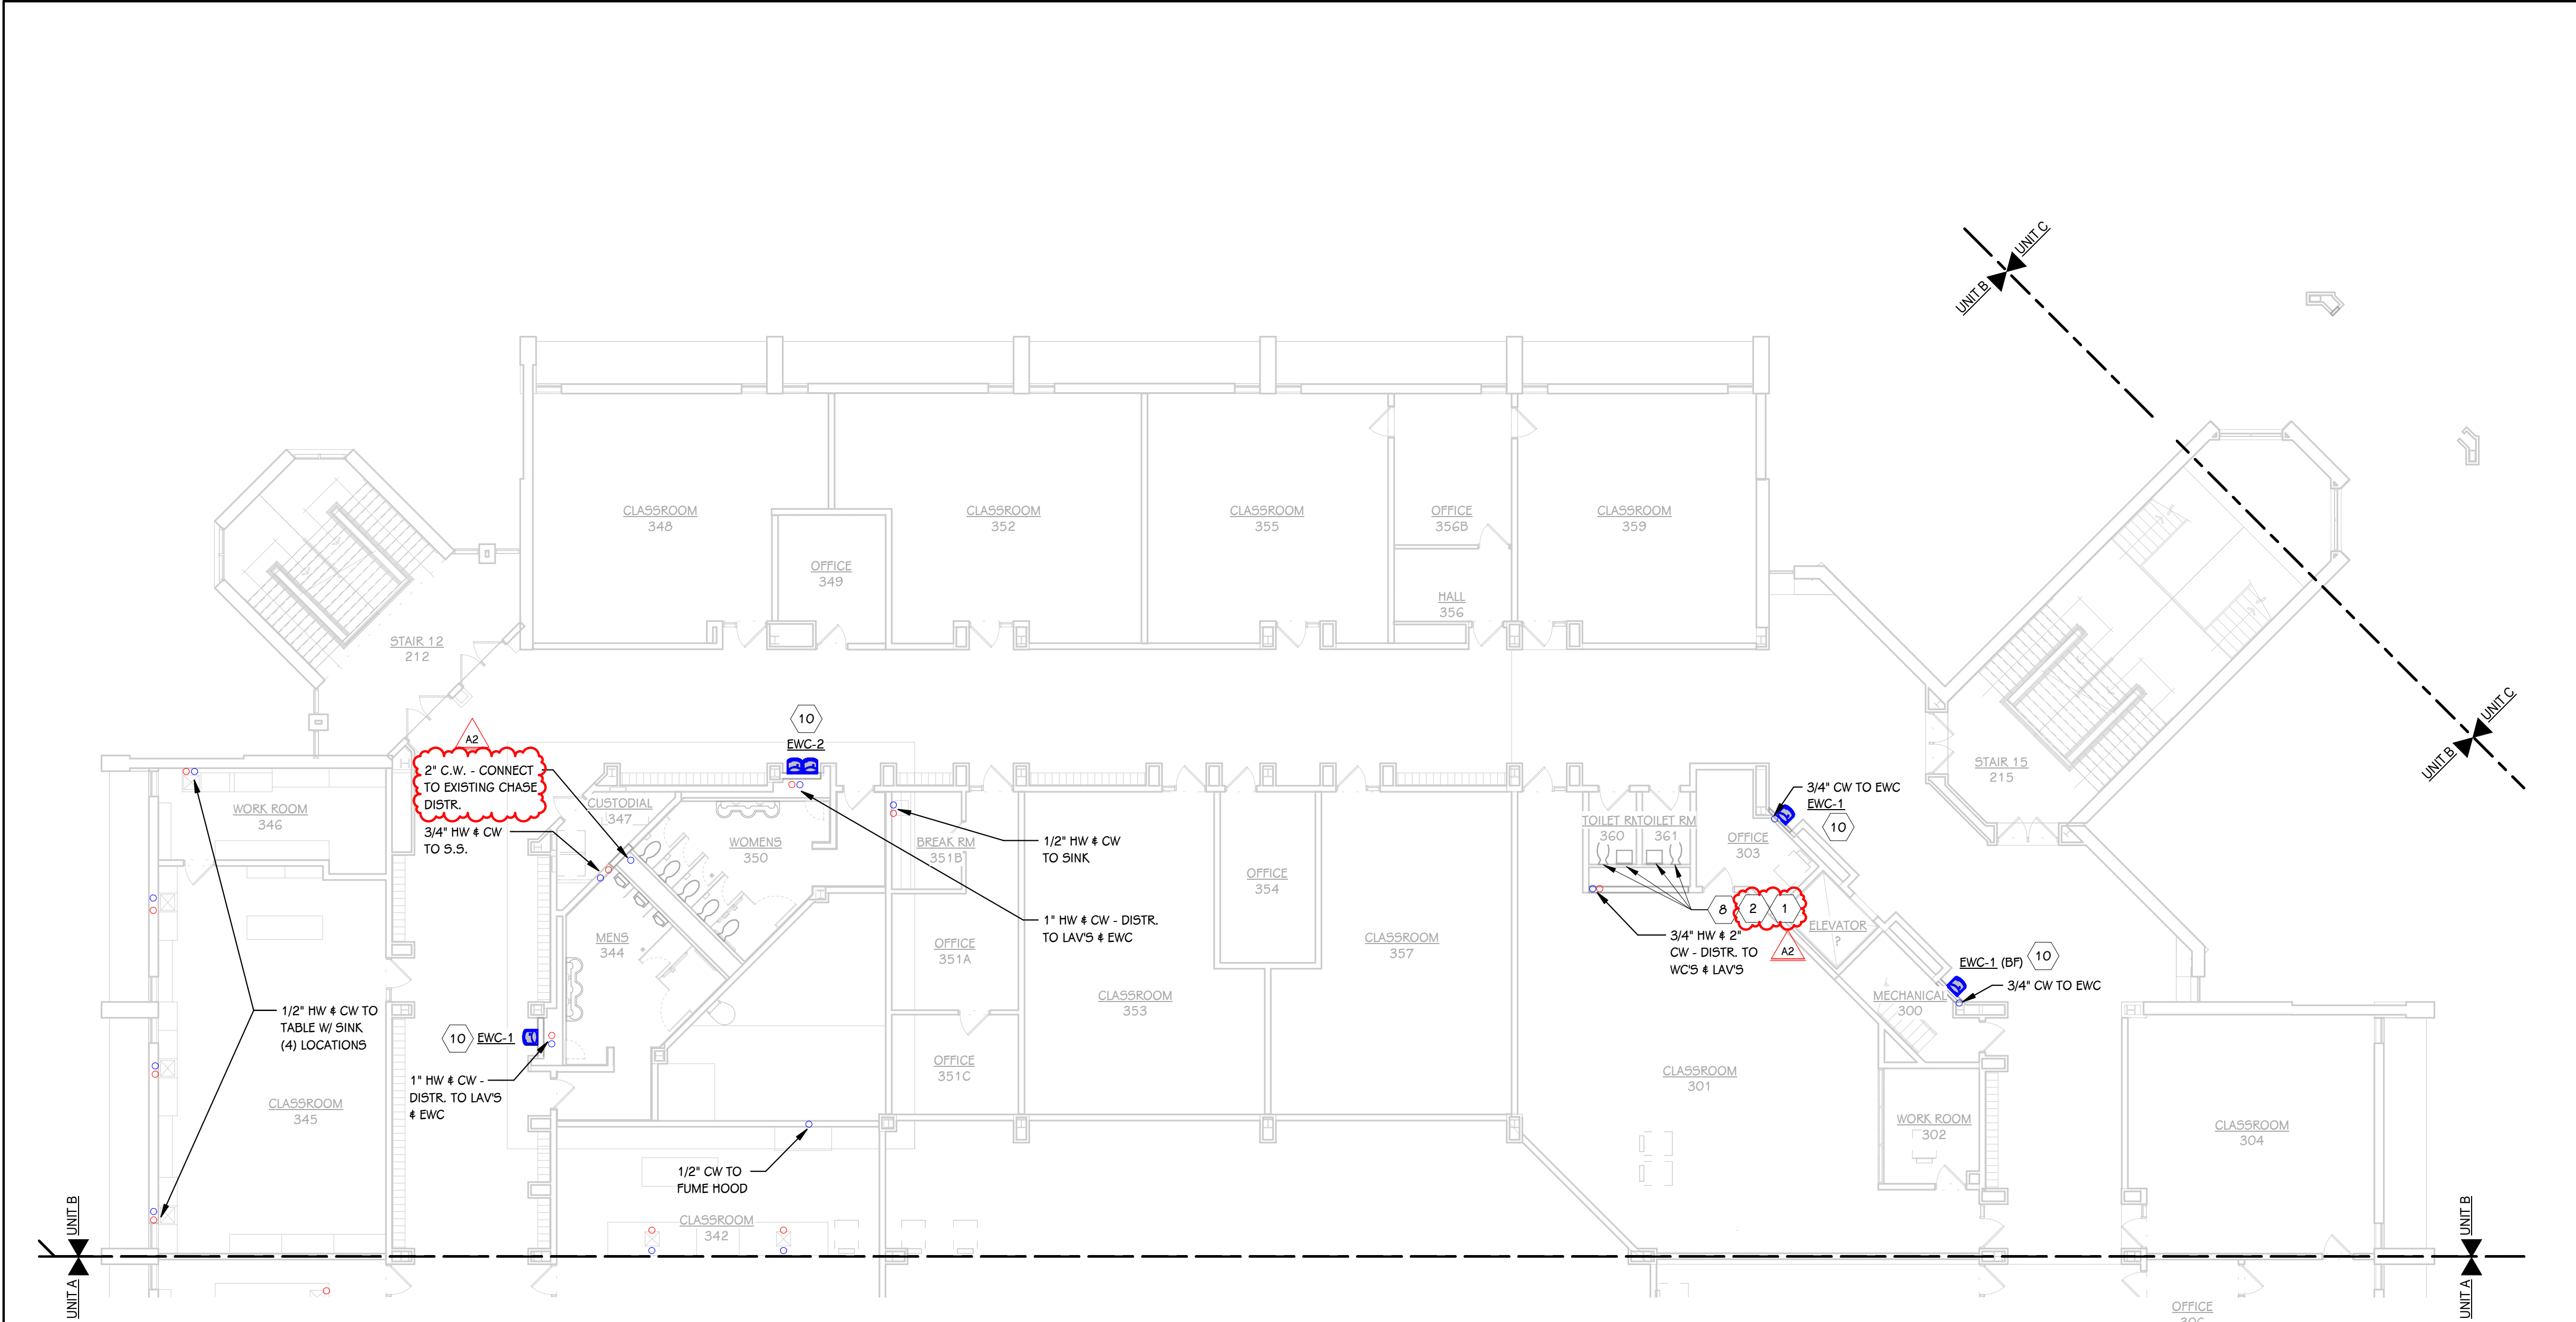 UNIT C
UNIT B
CLASSROOM
348
CLASSROOM
352
CLASSROOM
355
OFFICE
356B
CLASSROOM
359
OFFICE
349
HALL
356
STAIR 12
212
UNIT C
UNIT B
STAIR 15
215
A2
2" C.W. - CONNECT
TO EXISTING CHASE
DISTR.
3/4" HW & CW
TO S.S.
10
EWC-2
WORK ROOM
346
CUSTODIAL
347
WOMENS
350
BREAK RM
351B
1/2" HW & CW
TO SINK
OFFICE
354
TOILET RM
360
TOILET RM
361
OFFICE
303
3/4" CW TO EWC
EWC-1
10
1" HW & CW - DISTR.
TO LAV'S & EWC
MENS
344
OFFICE
351A
CLASSROOM
357
8
2
1
A2
3/4" HW & 2"
CW - DISTR. TO
WC'S & LAV'S
ELEVATOR
?
EWC-1 (BF)
10
3/4" CW TO EWC
MECHANICAL
300
CLASSROOM
353
1/2" HW & CW TO
TABLE W/ SINK
(4) LOCATIONS
10
EWC-1
1" HW & CW -
DISTR. TO LAV'S
& EWC
OFFICE
351C
CLASSROOM
345
CLASSROOM
301
WORK ROOM
302
CLASSROOM
304
1/2" CW TO
FUME HOOD
CLASSROOM
342
UNIT B
UNIT A
UNIT B
UNIT A
OFFICE